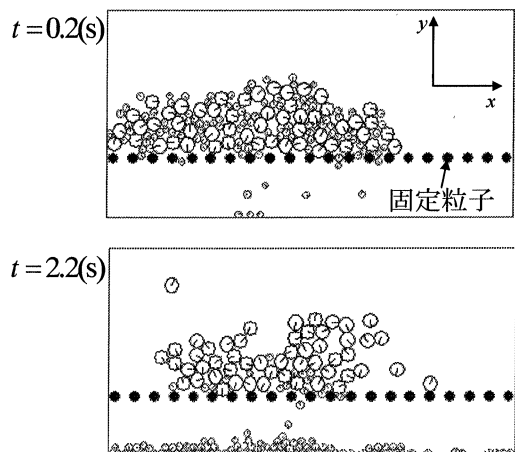 t = 0.2(s)
y
x
固定粒子
t = 2.2(s)